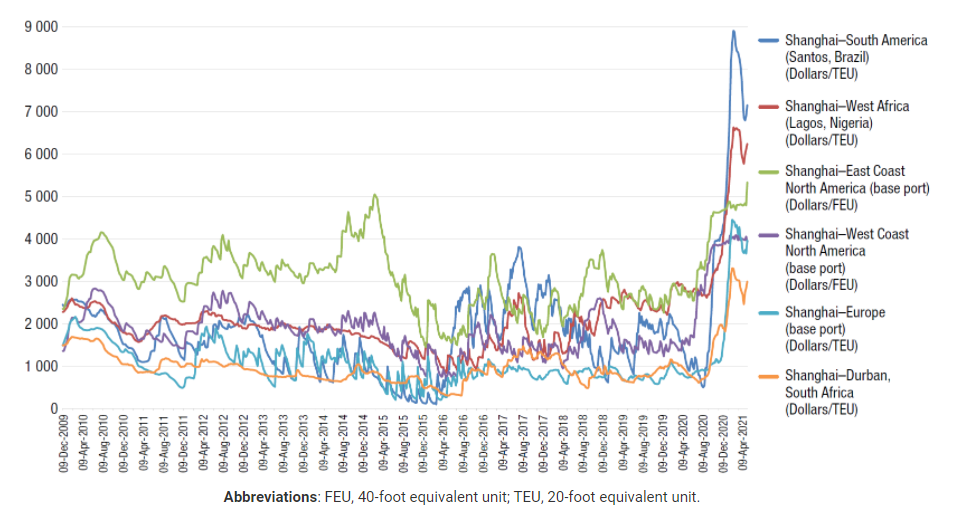 9 000
8 000
7 000
6 000
5 000
4 000
3 000
2 000
1 000
0
09-Dec-2009
09-Apr-2010
09-Aug-2010
09-Dec-2010
09-Apr-2011
09-Aug-2011
09-Dec-2011
09-Apr-2012
09-Aug-2012
09-Dec-2012
09-Apr-2013
09-Aug-2013
09-Dec-2013
09-Apr-2014
09-Aug-2014
09-Dec-2014
09-Apr-2015
09-Aug-2015
09-Dec-2015
09-Apr-2016
09-Aug-2016
09-Dec-2016
09-Apr-2017
09-Aug-2017
09-Dec-2017
09-Apr-2018
09-Aug-2018
09-Dec-2018
09-Apr-2019
09-Aug-2019
09-Dec-2019
09-Apr-2020
09-Aug-2020
09-Dec-2020
09-Apr-2021
Shanghai–South America
(Santos, Brazil)
(Dollars/TEU)
Shanghai–West Africa
(Lagos, Nigeria)
(Dollars/TEU)
Shanghai–East Coast
North America (base port)
(Dollars/FEU)
Shanghai–West Coast
North America
(base port)
(Dollars/FEU)
Shanghai–Europe
(base port)
(Dollars/TEU)
Shanghai–Durban,
South Africa
(Dollars/TEU)
Abbreviations: FEU, 40-foot equivalent unit; TEU, 20-foot equivalent unit.